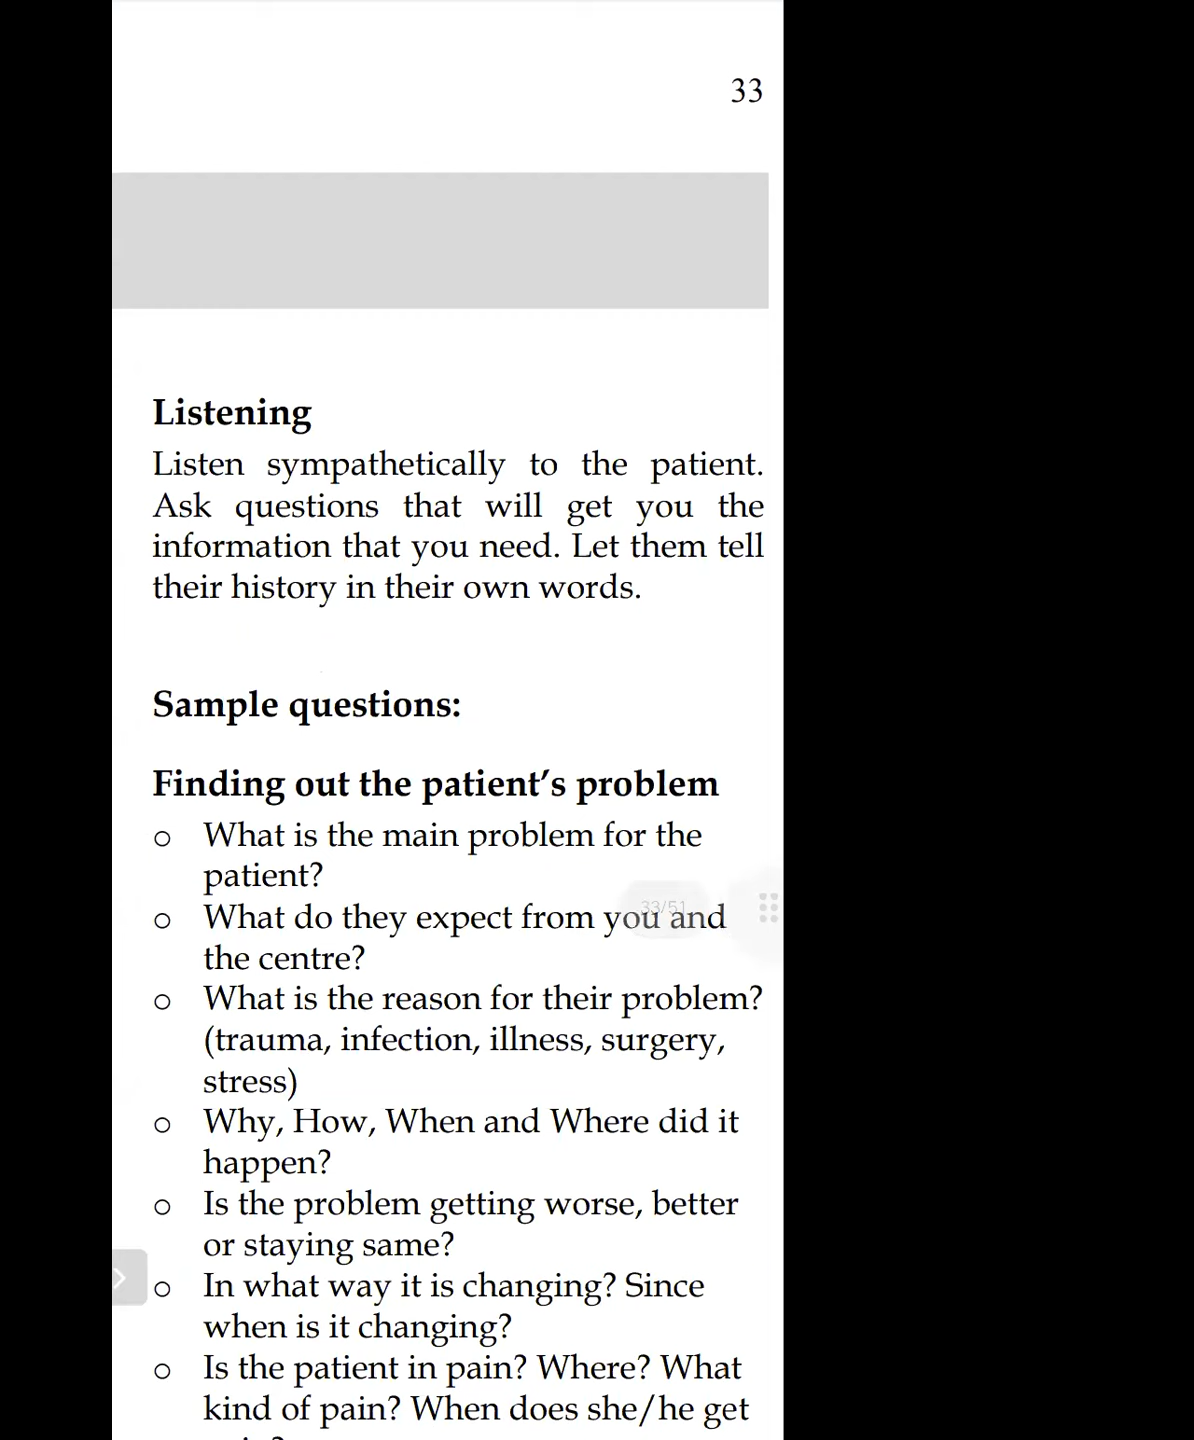 33
Listening
Listen sympathetically to the patient.
Ask questions that will get you the
information that you need. Let them tell
their history in their own words.
Sample questions:
Finding out the patient’s problem
o What is the main problem for the
patient?
o What do they expect from you and
33/51
the centre?
o What is the reason for their problem?
(trauma, infection, illness, surgery,
stress)
o Why, How, When and Where did it
happen?
o Is the problem getting worse, better
or staying same?
o In what way it is changing? Since
when is it changing?
o Is the patient in pain? Where? What
kind of pain? When does she/he get